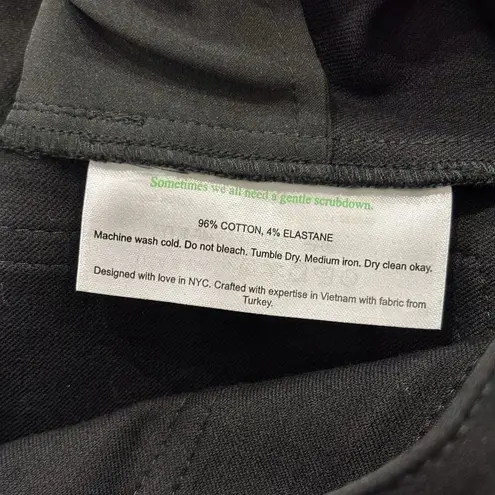 Sometimes we all need a gentle scrubdown.
96% COTTON, 4% ELASTANE
Machine wash cold. Do not bleach. Tumble Dry. Medium iron. Dry clean okay.
Designed with love in NYC. Crafted with expertise in Vietnam with fabric from
Turkey.